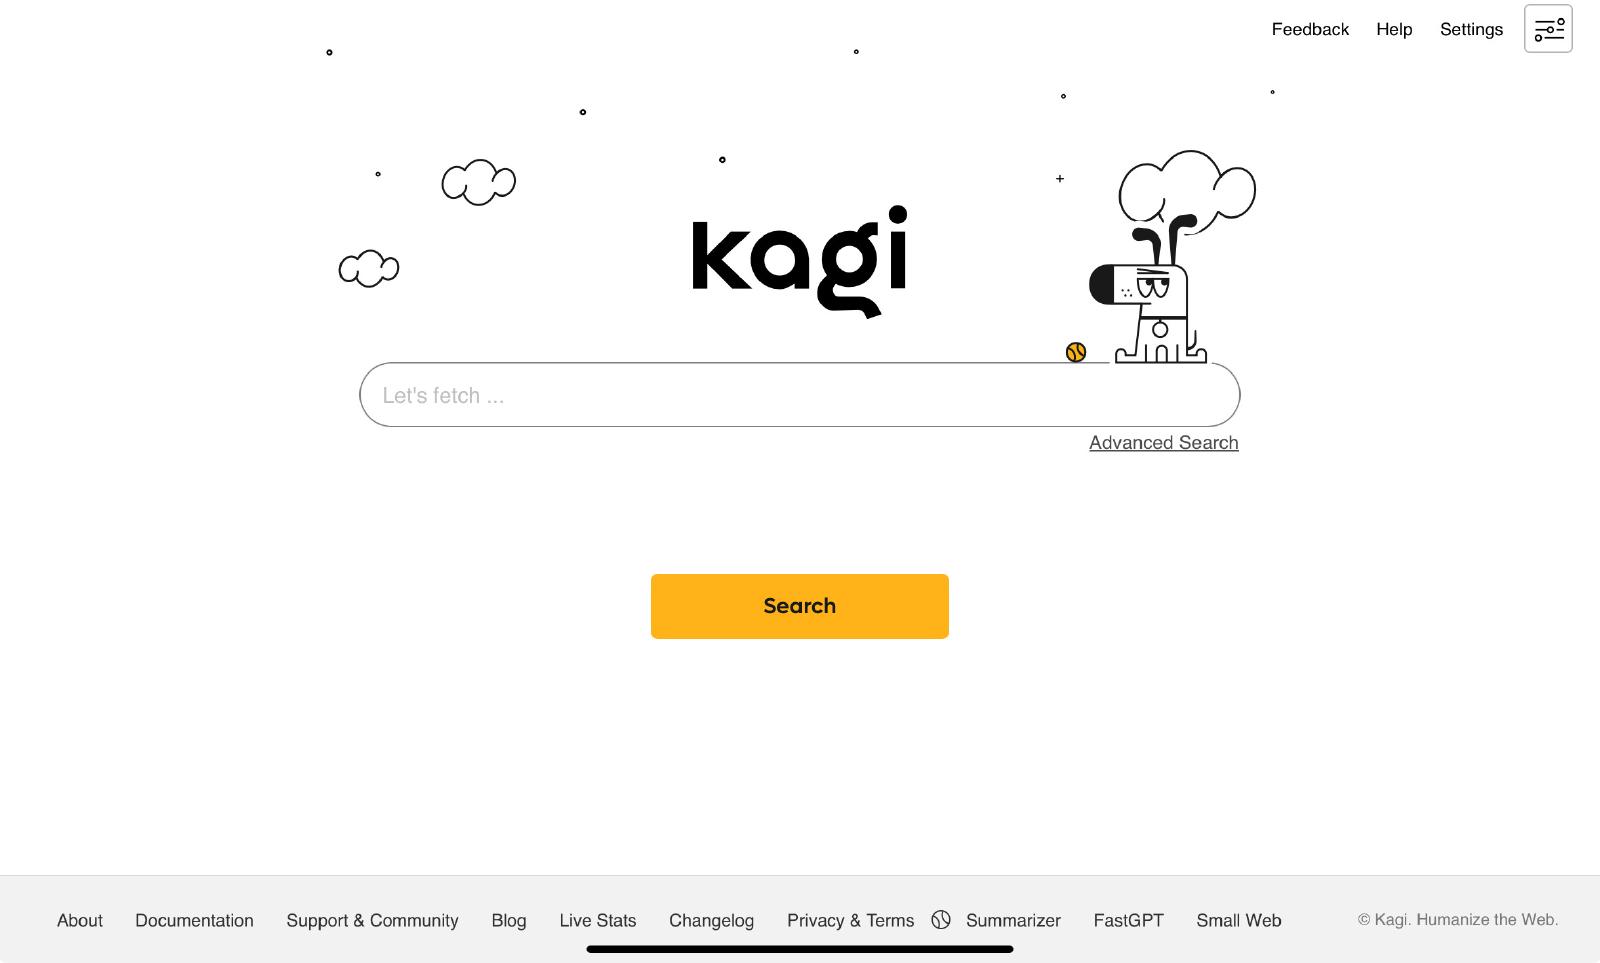 Feedback Help Settings
kagi
Let's fetch ...
Advanced Search
Search
About Documentation Support & Community Blog Live Stats Changelog Privacy & Terms Summarizer FastGPT Small Web © Kagi. Humanize the Web.